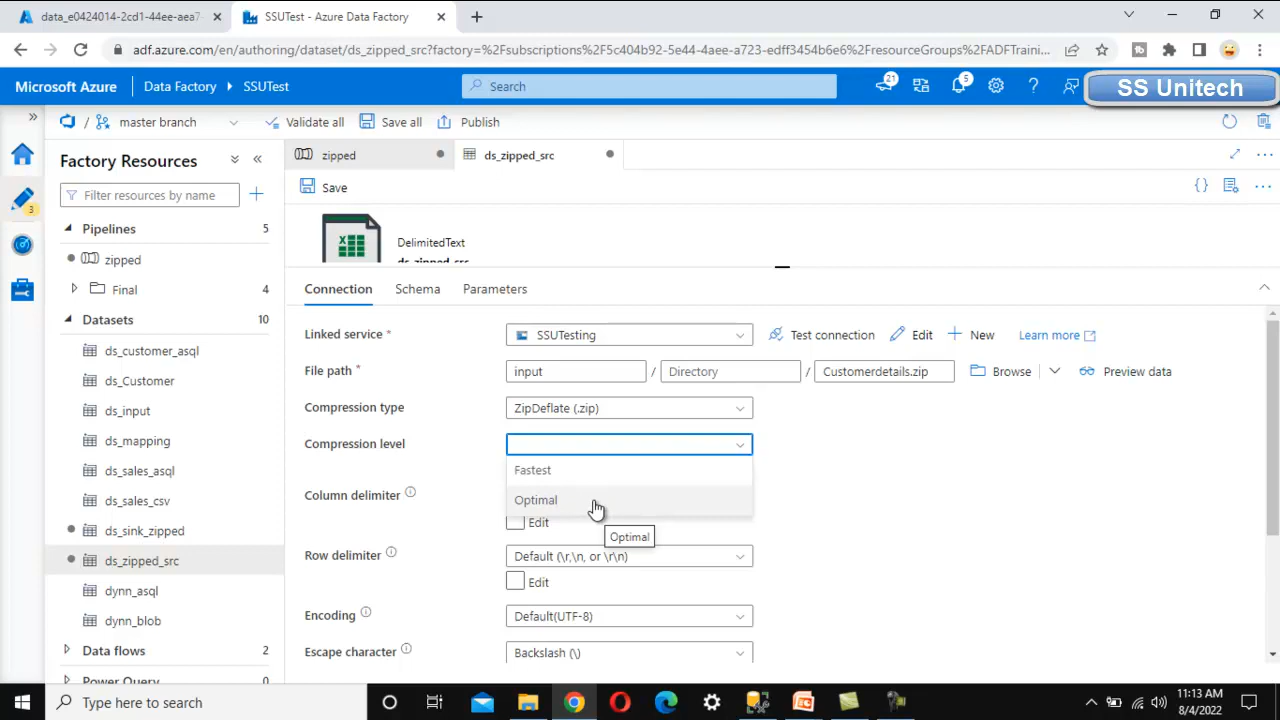 data_e0424014-2cd1-44ee-aea7-
SSUTest - Azure Data Factory
adf.azure.com/en/authoring/dataset/ds_zipped_src?factory=%2Fsubscriptions%2F5c404b92-5e44-4aee-a723-edff3454b6e6%2FresourceGroups%2FADFTraini...
Microsoft Azure
Data Factory
SSUTest
Search
21
5
SS Unitech
/
master branch
Validate all
Save all
Publish
Factory Resources
zipped
ds_zipped_src
Filter resources by name
Save
3
Pipelines 5
zipped
Final 4
Datasets 10
ds_customer_asql
ds_Customer
ds_input
ds_mapping
ds_sales_asql
ds_sales_csv
ds_sink_zipped
ds_zipped_src
dynn_asql
dynn_blob
Data flows 2
Power Query 0
DelimitedText
ds_zipped_src
Connection
Schema
Parameters
Linked service *
SSUTesting
Test connection
Edit
New
Learn more
File path *
input
/
Directory
/
Customerdetails.zip
Browse
Preview data
Compression type
ZipDeflate (.zip)
Compression level
Fastest
Optimal
Column delimiter
Edit
Optimal
Row delimiter
Default (\r,\n, or \r\n)
Edit
Encoding
Default(UTF-8)
Escape character
Backslash (\)
Type here to search
11:13 AM
8/4/2022